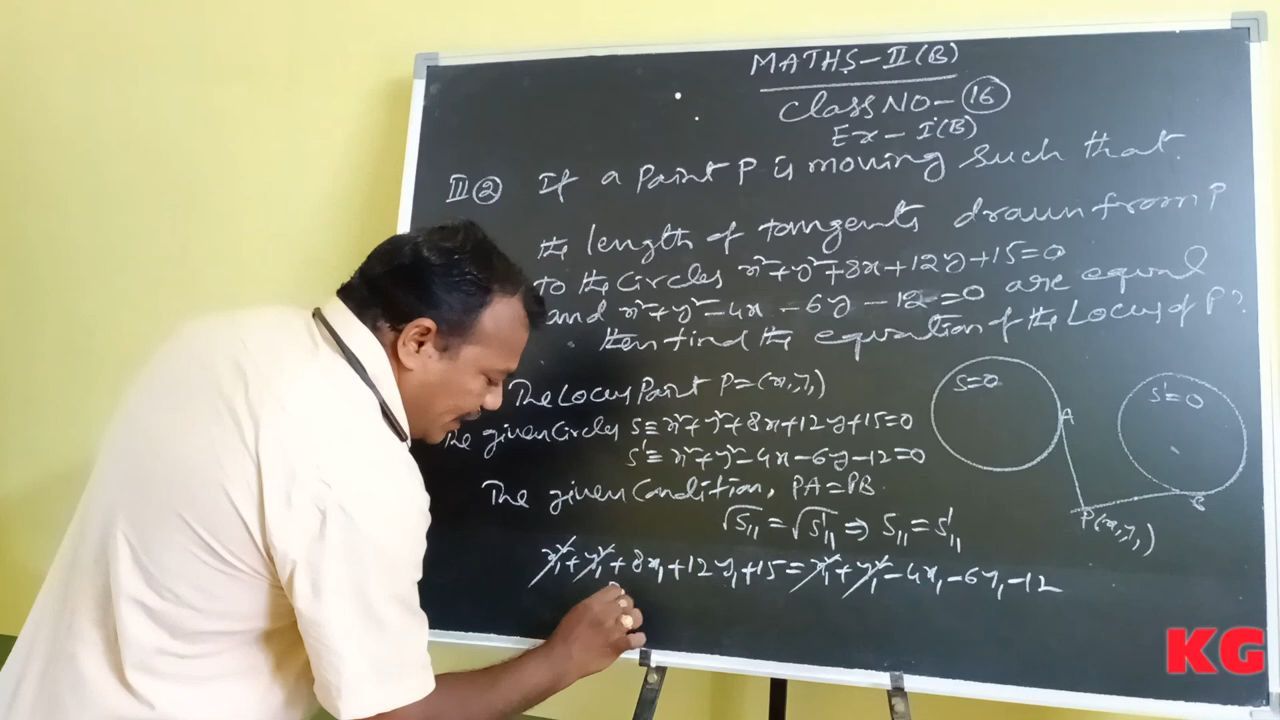 MATHS-II(B)
Class NO-16
Ex-I(B)
III 2 If a Point P is moving such that
the length of tangents drawn from P
to the circles x²+y²+8x+12y+15=0
and x²+y²-4x-6y-12=0 are equal
then find the equation of the Locus of P?
The Locus Point P=(x₁,y₁)
The given Circles S≡x²+y²+8x+12y+15=0
S'≡x²+y²-4x-6y-12=0
The given Condition, PA=PB
√S₁₁=√S'₁₁⇒S₁₁=S'₁₁
x₁²+y₁²+8x₁+12y₁+15=x₁²+y₁²-4x₁-6y₁-12
S=0
S'=0
A
B
P(x₁,y₁)
KG